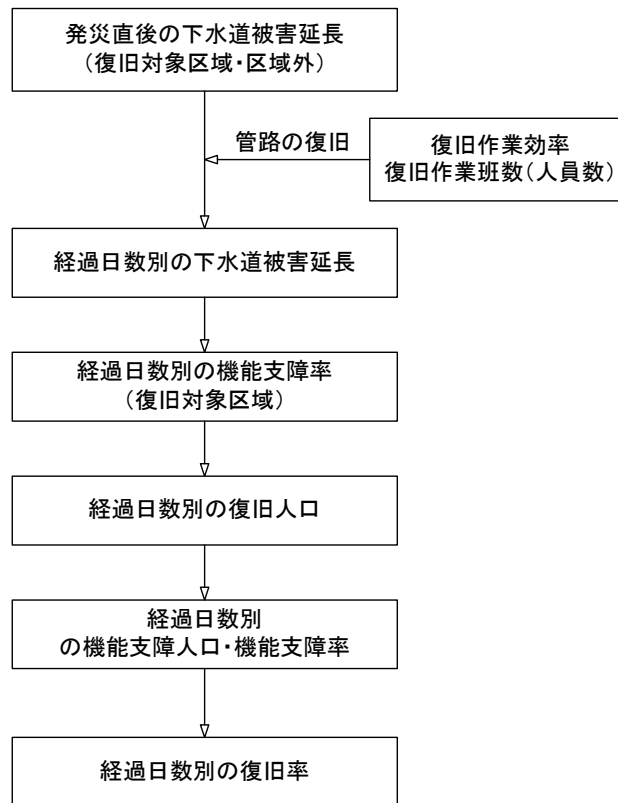 発災直後の下水道被害延長
（復旧対象区域・区域外）
管路の復旧
復旧作業効率
復旧作業班数（人員数）
経過日数別の下水道被害延長
経過日数別の機能支障率
（復旧対象区域）
経過日数別の復旧人口
経過日数別
の機能支障人口・機能支障率
経過日数別の復旧率